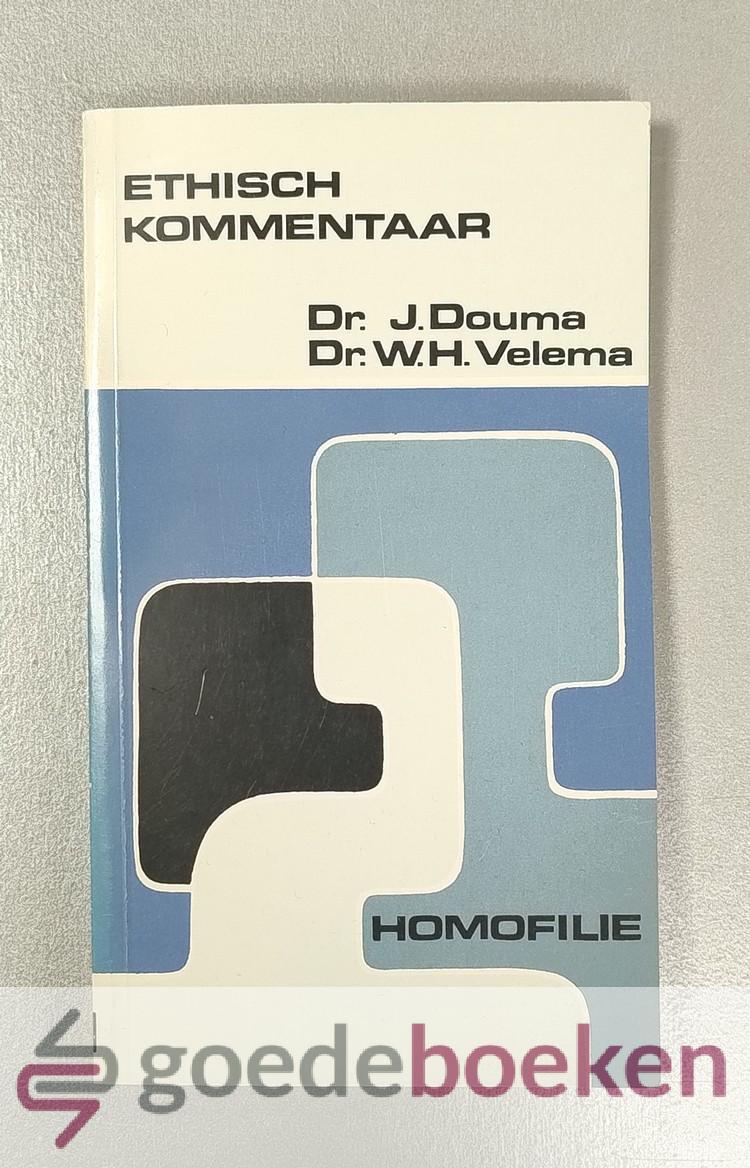 ETHISCH
KOMMENTAAR
Dr. J. Douma
Dr. W.H. Velema
HOMOFILIE
goedeboeken